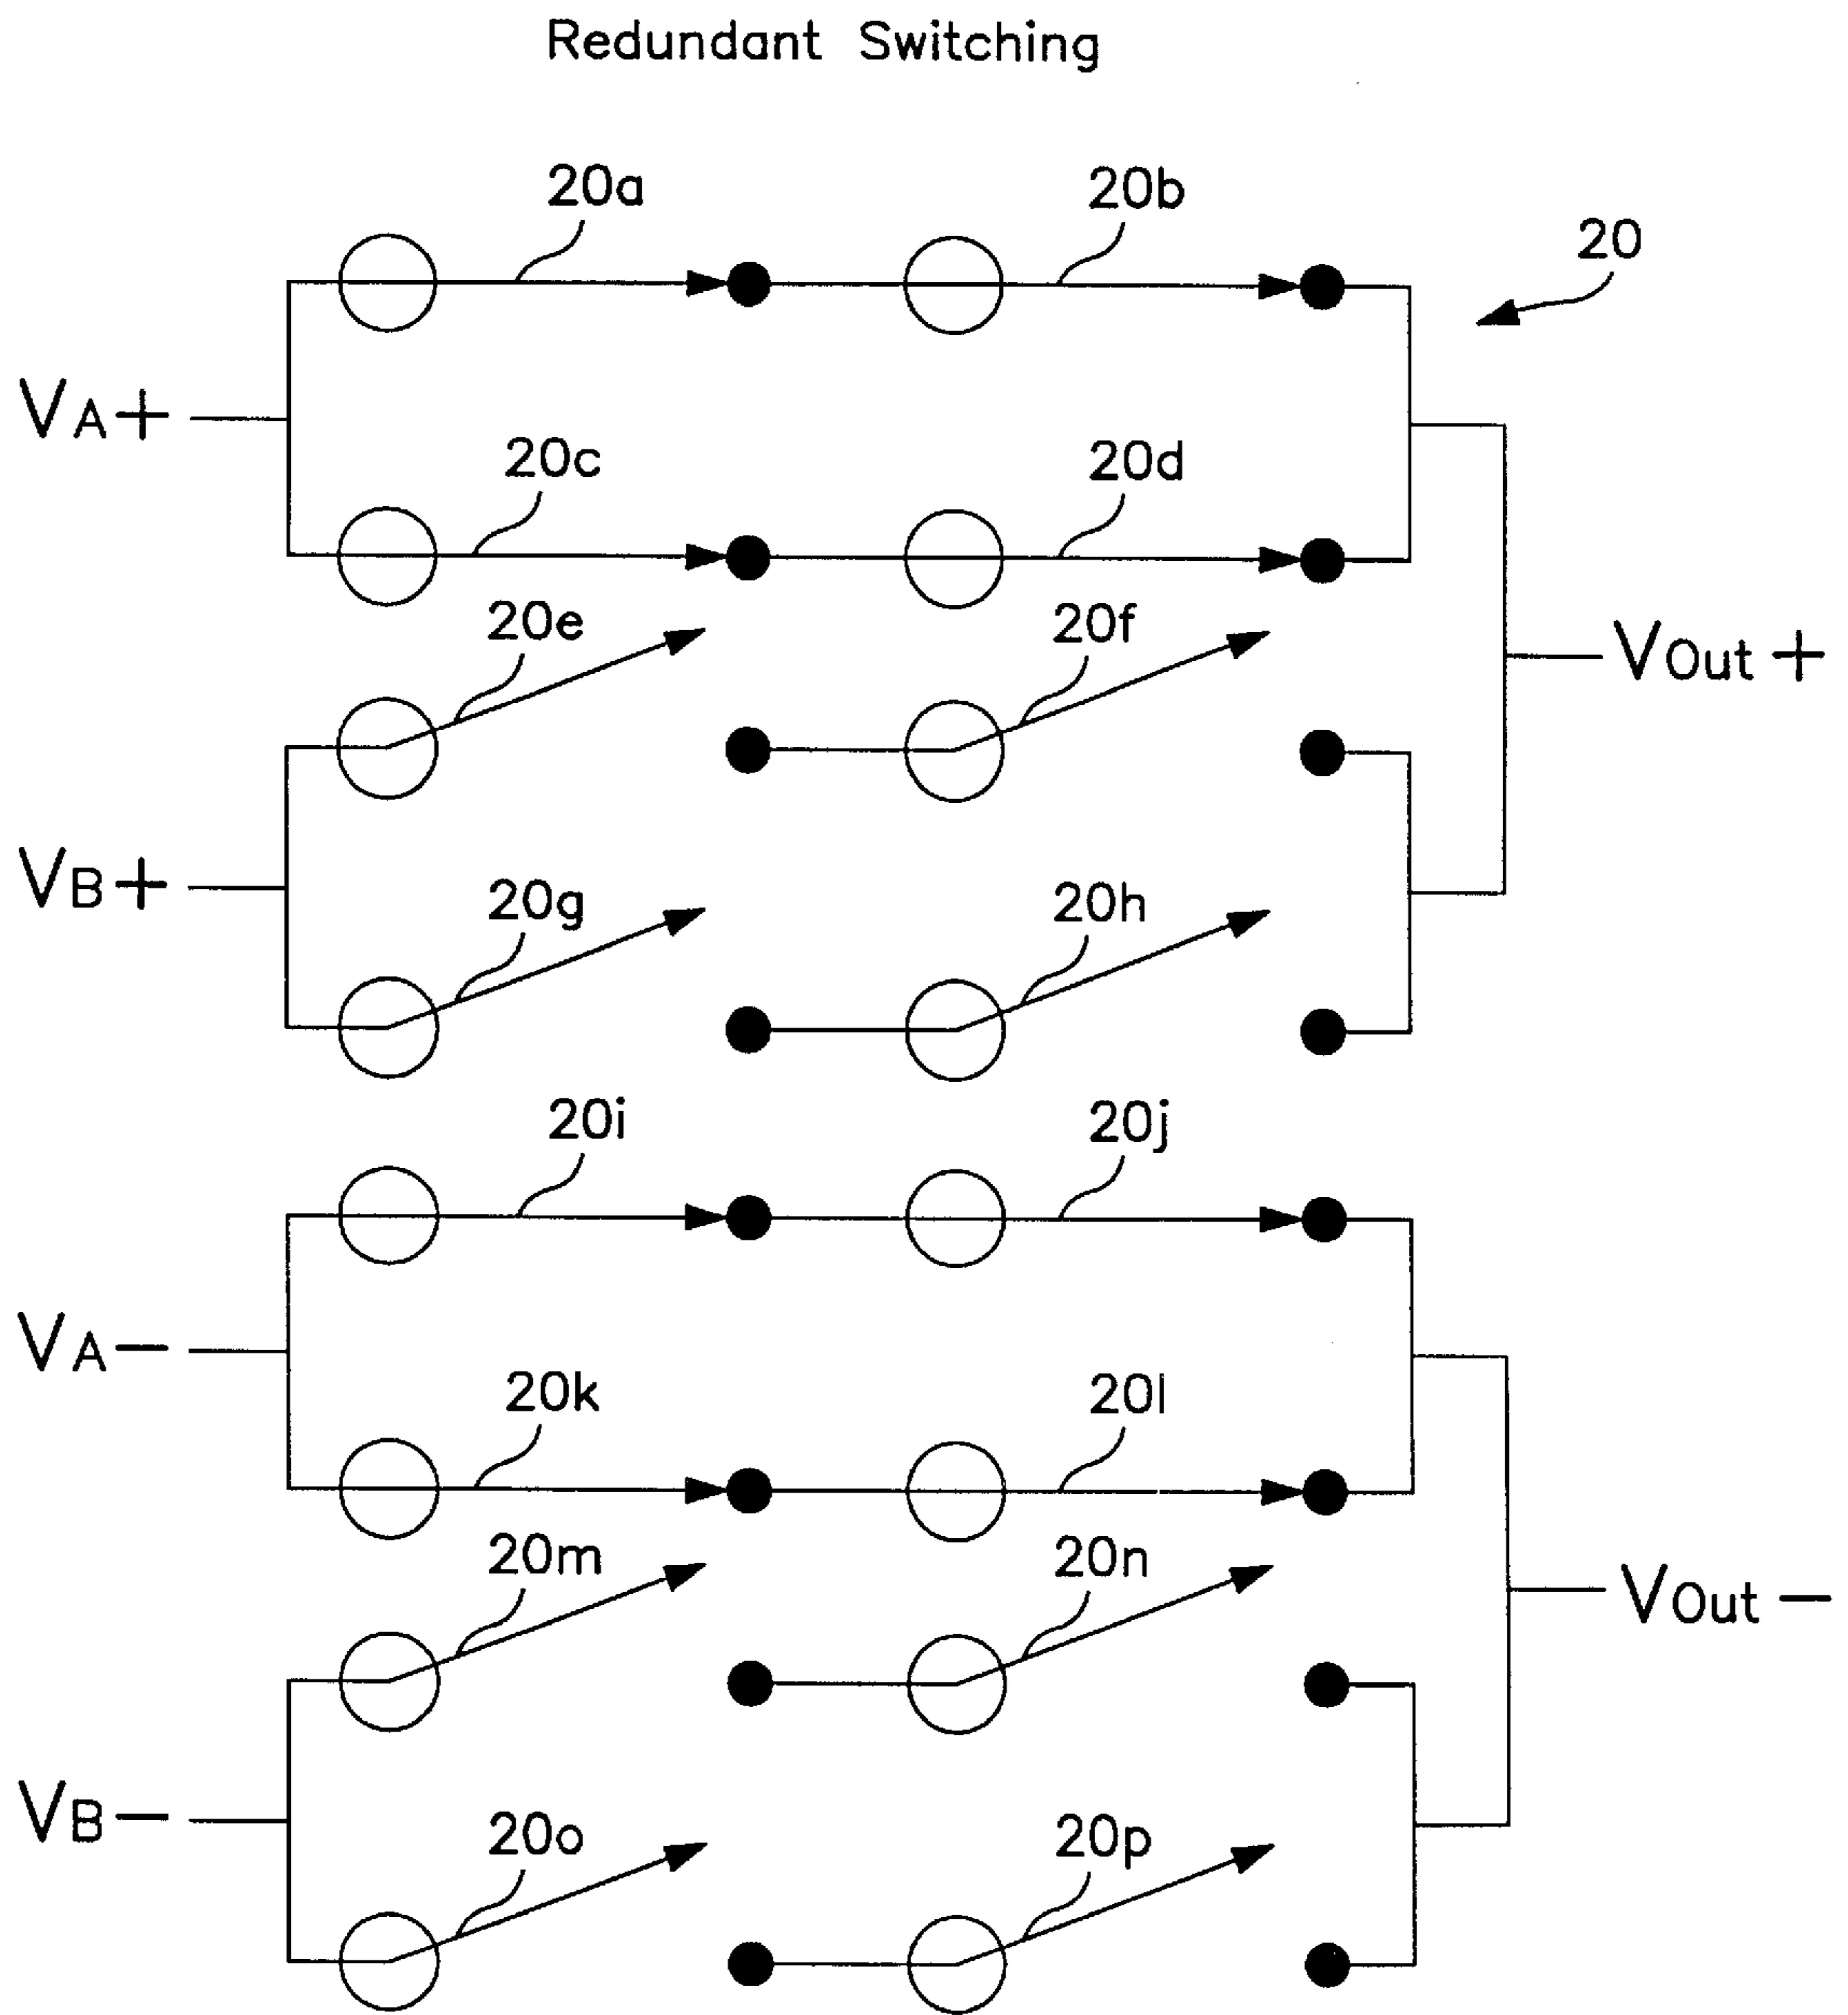 Redundant Switching
20a 20b
20
VA+
20c 20d
20e 20f
VOut+
VB+
20g 20h
20i 20j
VA−
20k 20l
20m 20n
VOut−
VB−
20o 20p